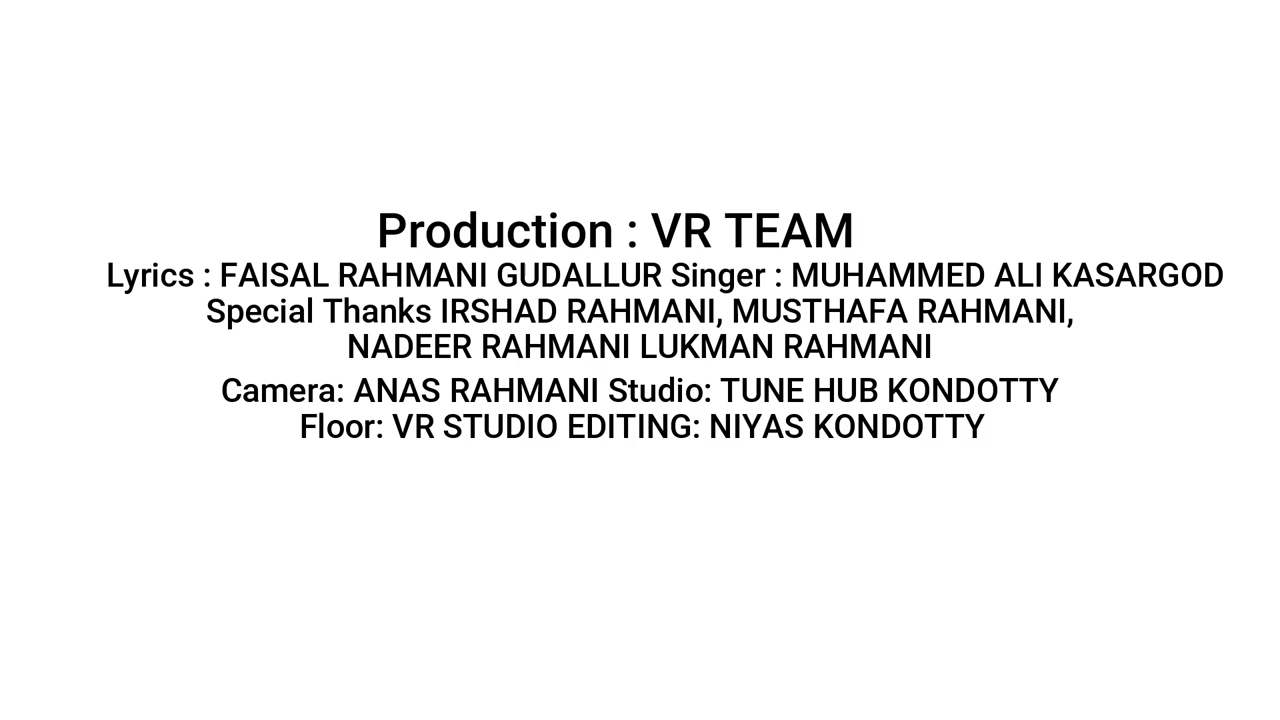 Production : VR TEAM
Lyrics : FAISAL RAHMANI GUDALLUR Singer : MUHAMMED ALI KASARGOD
Special Thanks IRSHAD RAHMANI, MUSTHAFA RAHMANI,
NADEER RAHMANI LUKMAN RAHMANI
Camera: ANAS RAHMANI Studio: TUNE HUB KONDOTTY
Floor: VR STUDIO EDITING: NIYAS KONDOTTY